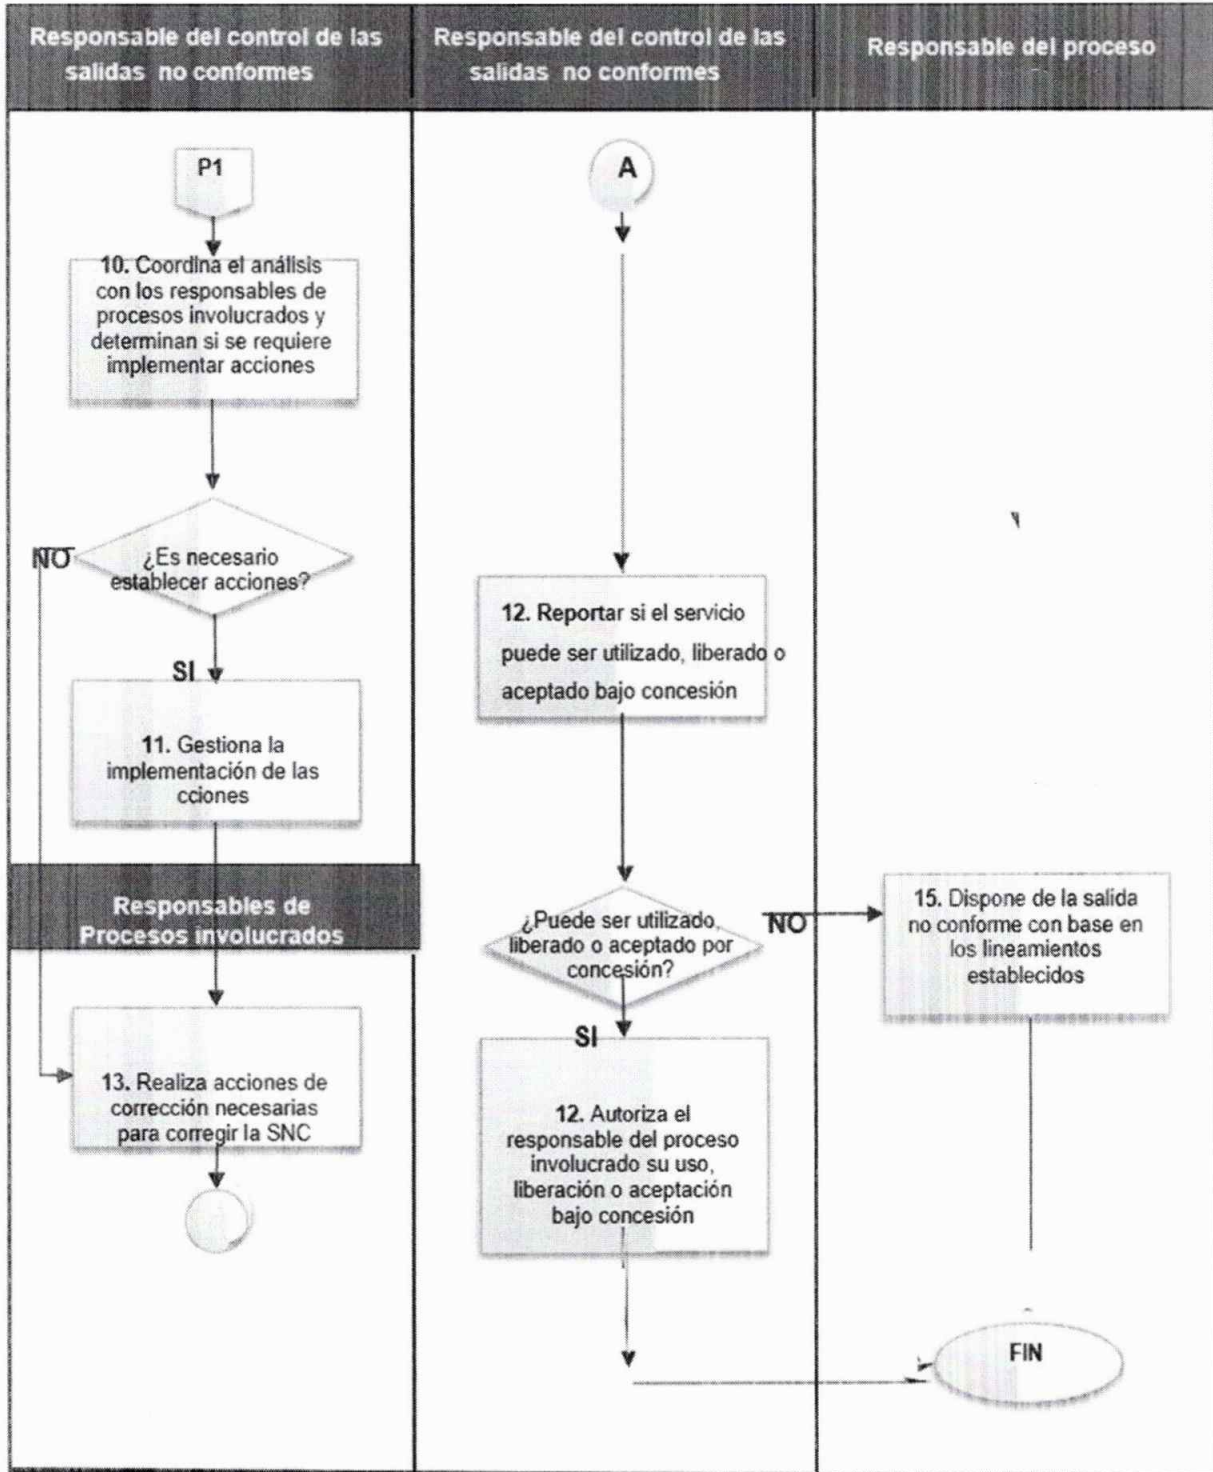 Responsable del control de las
salidas no conformes
Responsable del control de las
salidas no conformes
Responsable del proceso
P1
10. Coordina el análisis
con los responsables de
procesos involucrados y
determinan si se requiere
implementar acciones
NO
¿Es necesario
establecer acciones?
SI
11. Gestiona la
implementación de las
cciones
Responsables de
Procesos involucrados
13. Realiza acciones de
corrección necesarias
para corregir la SNC
A
12. Reportar si el servicio
puede ser utilizado, liberado o
aceptado bajo concesión
¿Puede ser utilizado,
liberado o aceptado por
concesión?
NO
SI
12. Autoriza el
responsable del proceso
involucrado su uso,
liberación o aceptación
bajo concesión
15. Dispone de la salida
no conforme con base en
los lineamientos
establecidos
FIN